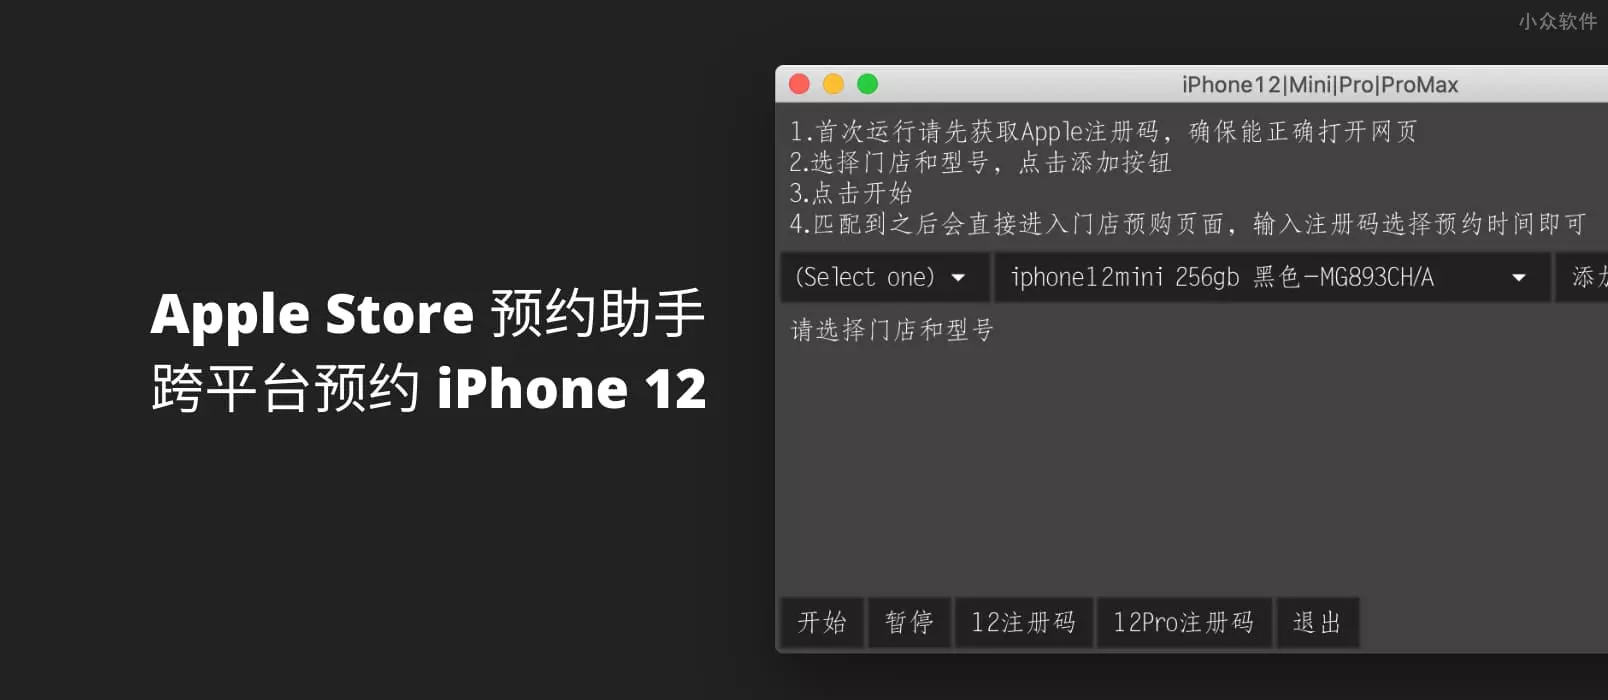 小众软件
Apple Store 预约助手
跨平台预约 iPhone 12
iPhone12|Mini|Pro|ProMax
1.首次运行请先获取Apple注册码，确保能正确打开网页
2.选择门店和型号，点击添加按钮
3.点击开始
4.匹配到之后会直接进入门店预购页面，输入注册码选择预约时间即可
(Select one) iphone12mini 256gb 黑色-MG893CH/A 添
请选择门店和型号
开始 暂停 12注册码 12Pro注册码 退出